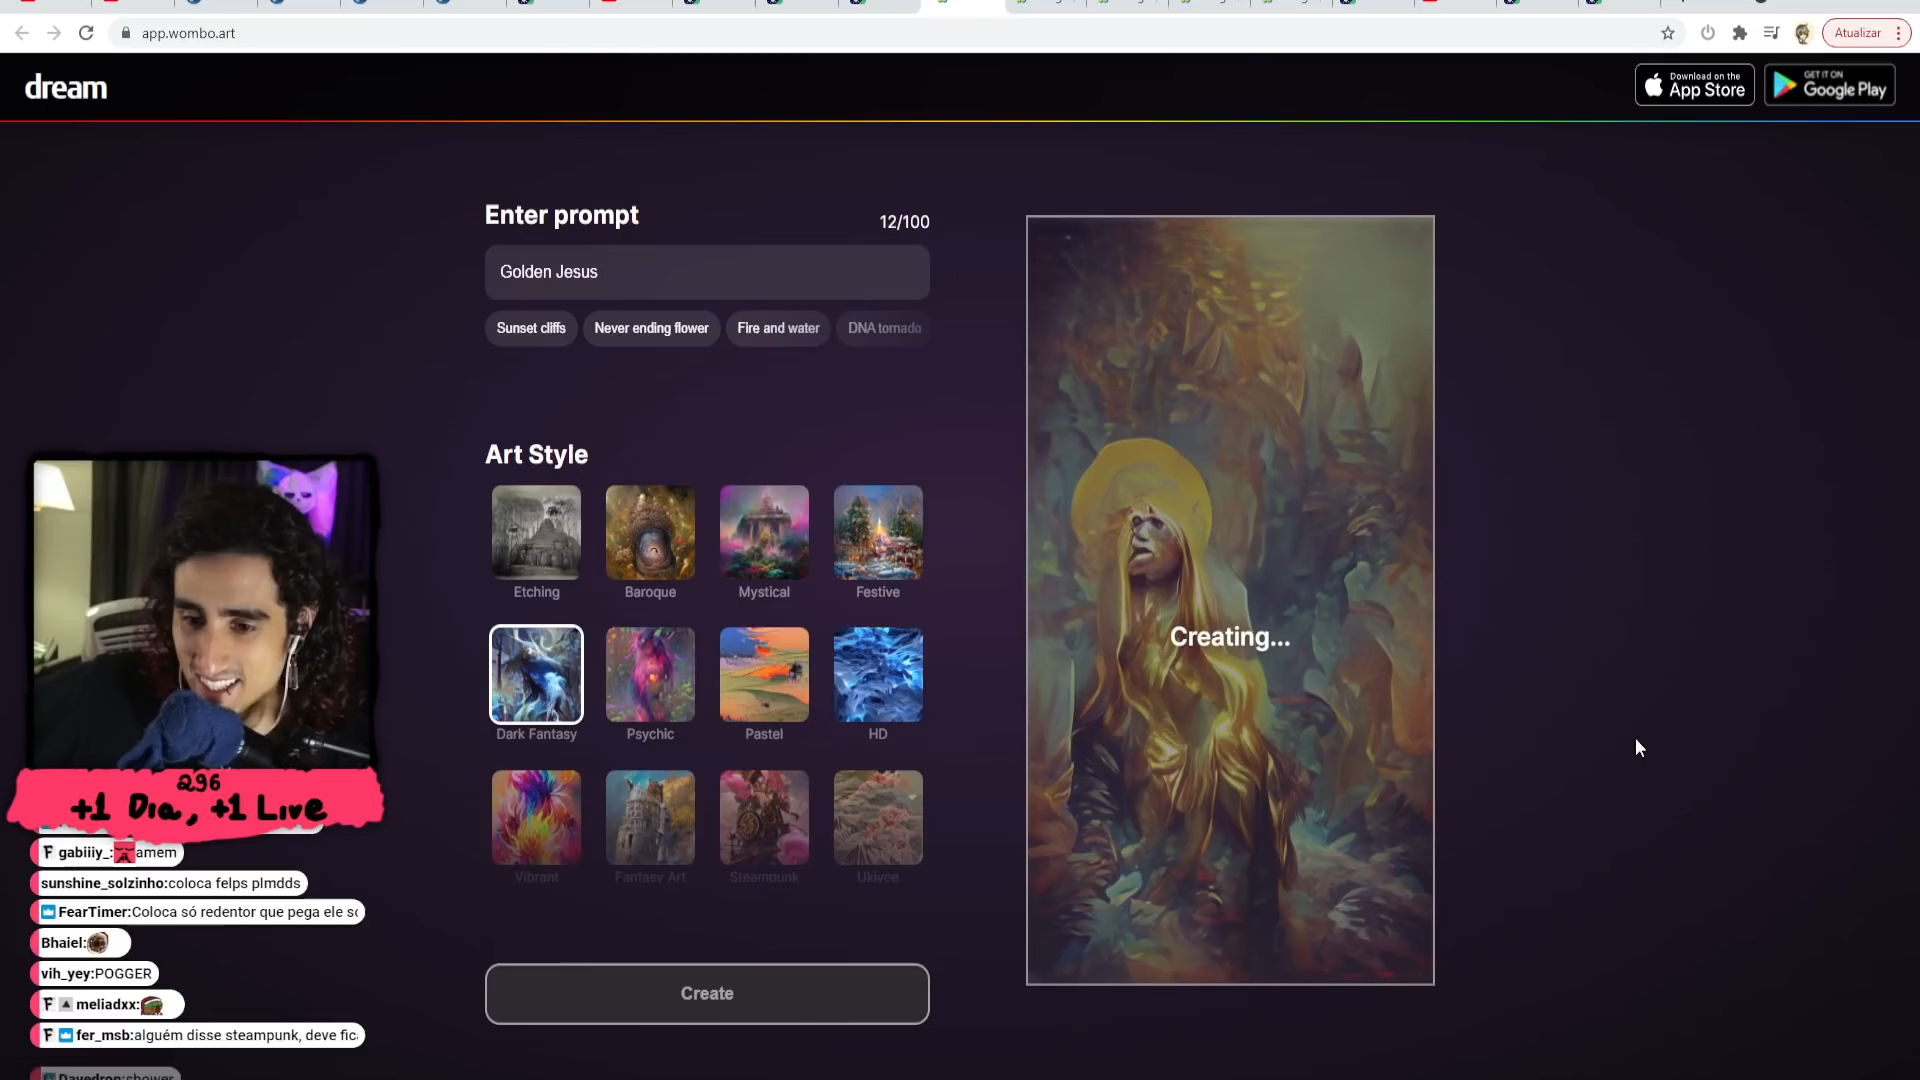 app.wombo.art
Atualizar
dream
Download on the
App Store
GET IT ON
Google Play
Enter prompt
12/100
Golden Jesus
Sunset cliffs
Never ending flower
Fire and water
DNA tornado
Art Style
Etching
Baroque
Mystical
Festive
Dark Fantasy
Psychic
Pastel
HD
Vibrant
Fantasy Art
Steampunk
Ukiyoe
Create
Creating...
296
+1 Dia, +1 Live
gabiiiy_: amem
sunshine_solzinho:coloca felps plmdds
FearTimer:Coloca só redentor que pega ele
Bhaiel:
vih_yey:POGGER
meliadxx:
fer_msb:alguém disse steampunk, deve